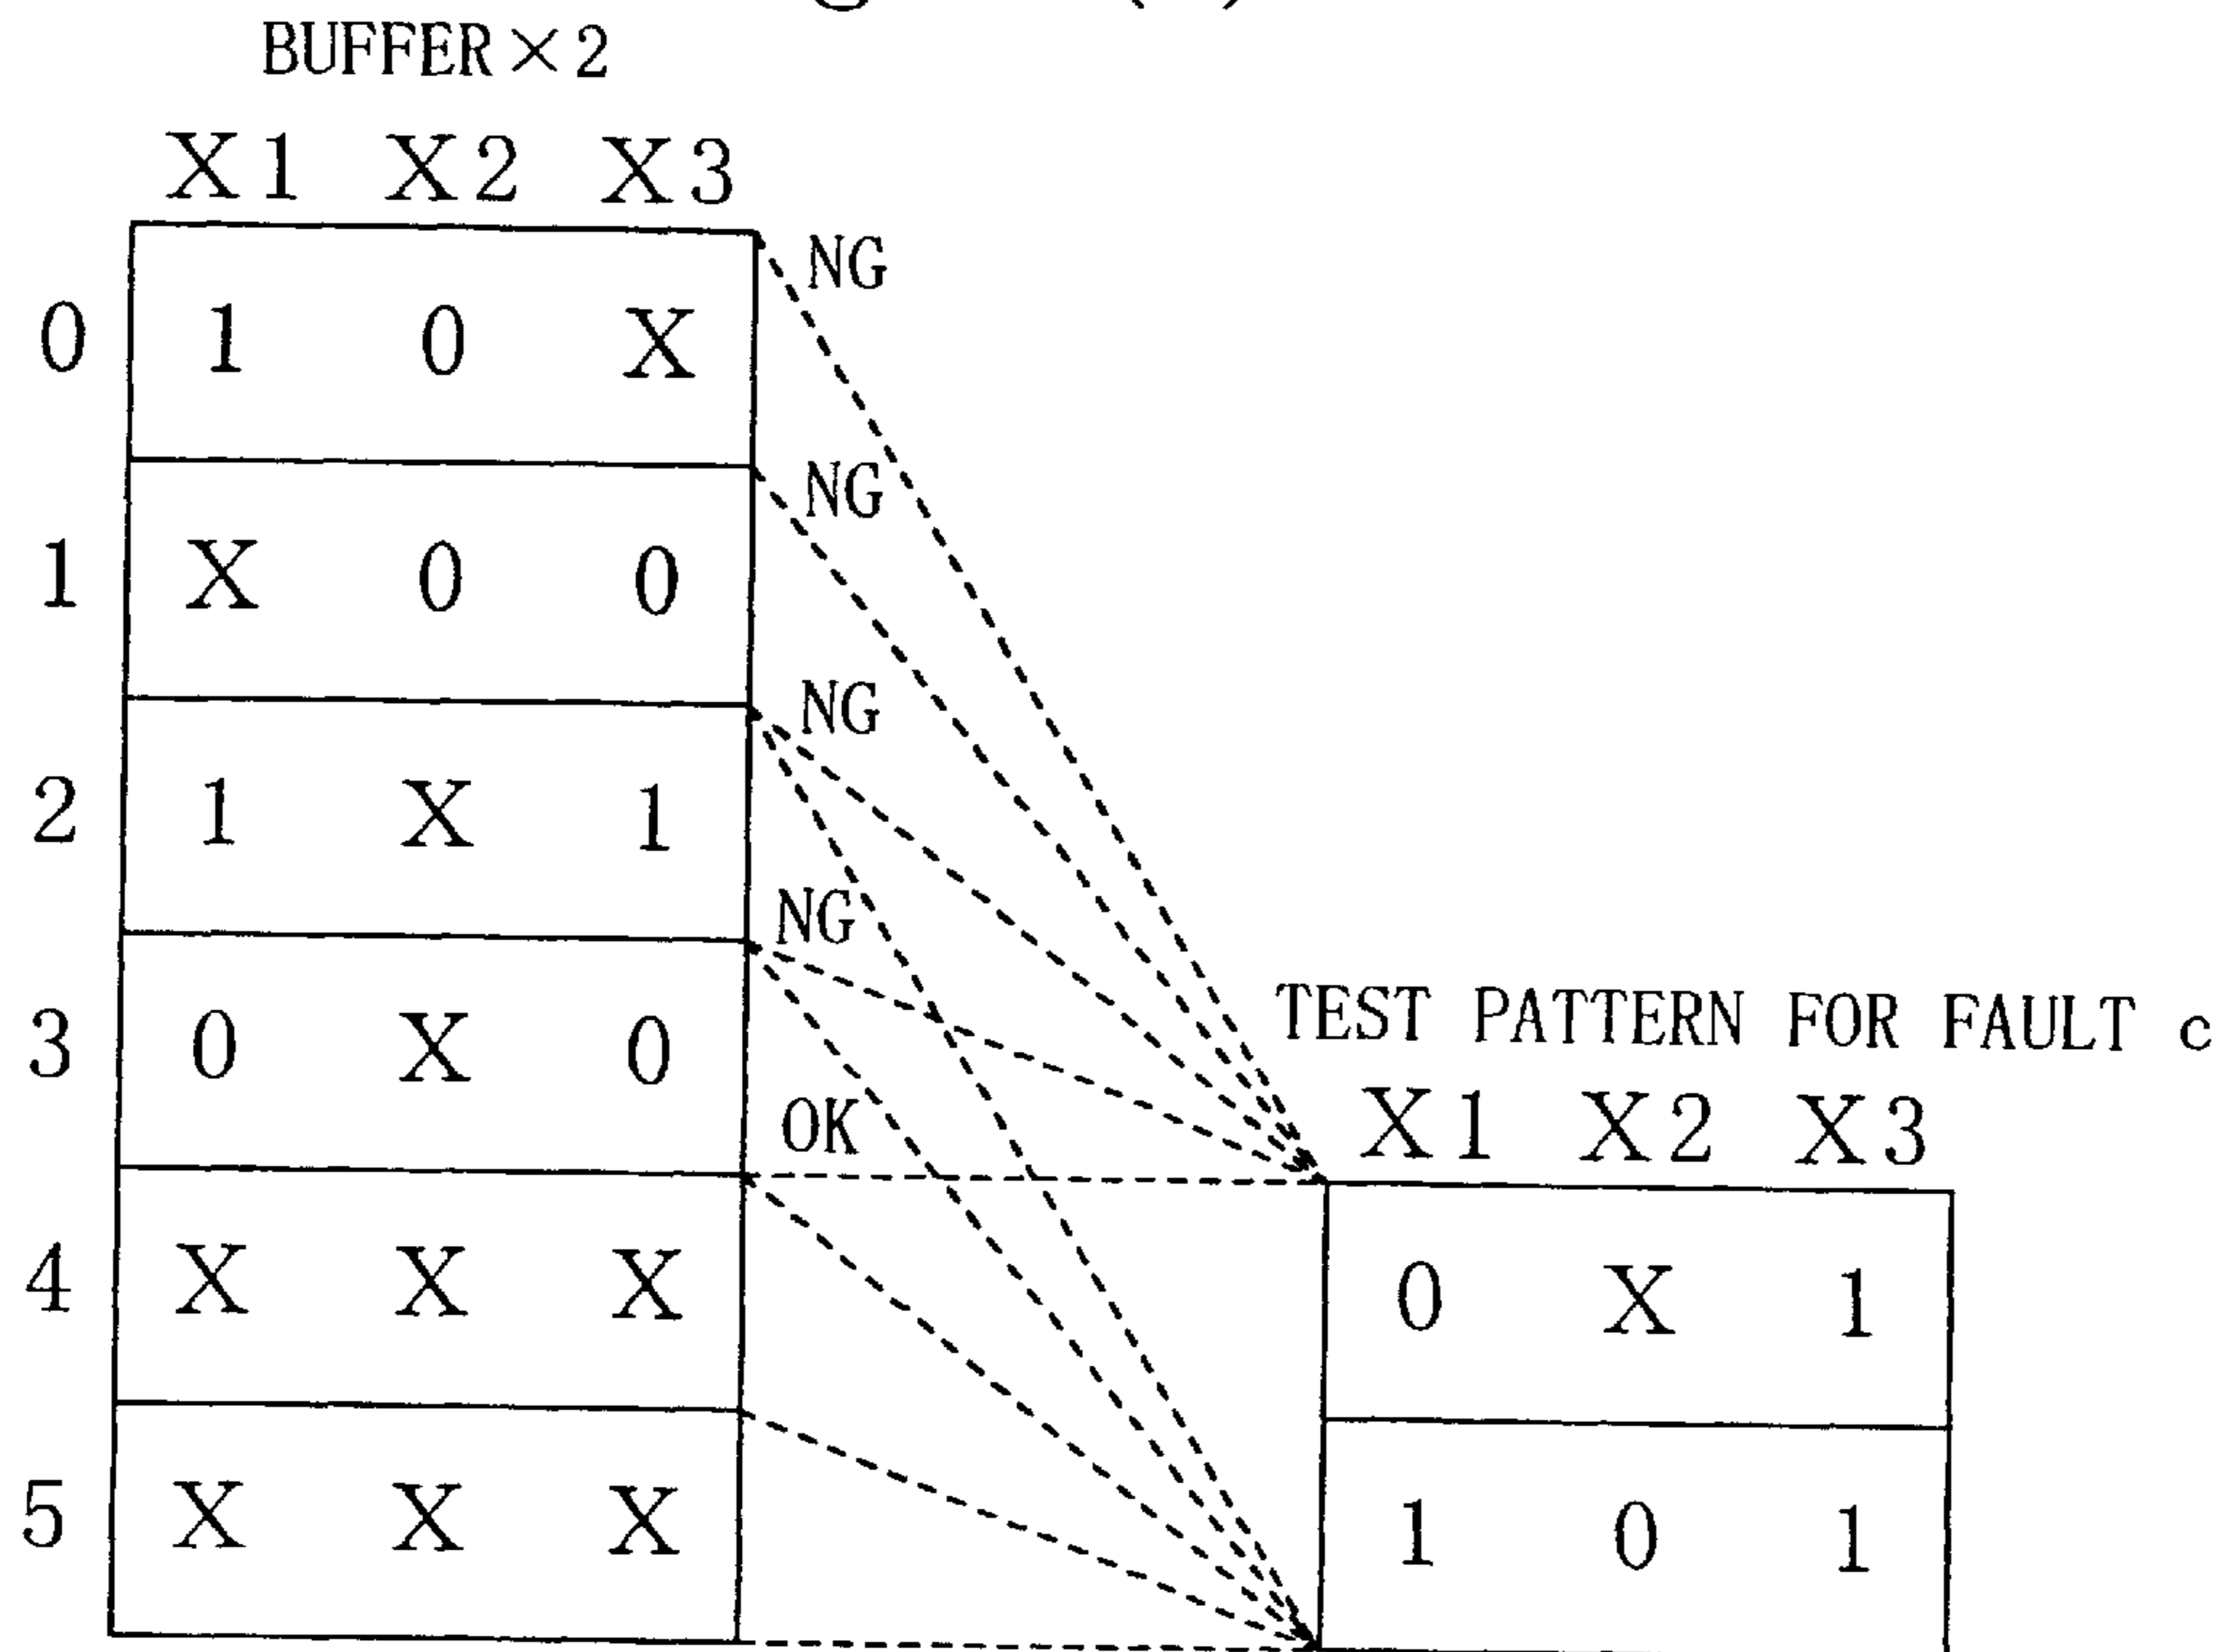 BUFFER×2
X1 X2 X3
NG
0 1 0 X
NG
1 X 0 0
NG
2 1 X 1
NG
3 0 X 0
TEST PATTERN FOR FAULT c
OK
X1 X2 X3
4 X X X
0 X 1
5 X X X
1 0 1